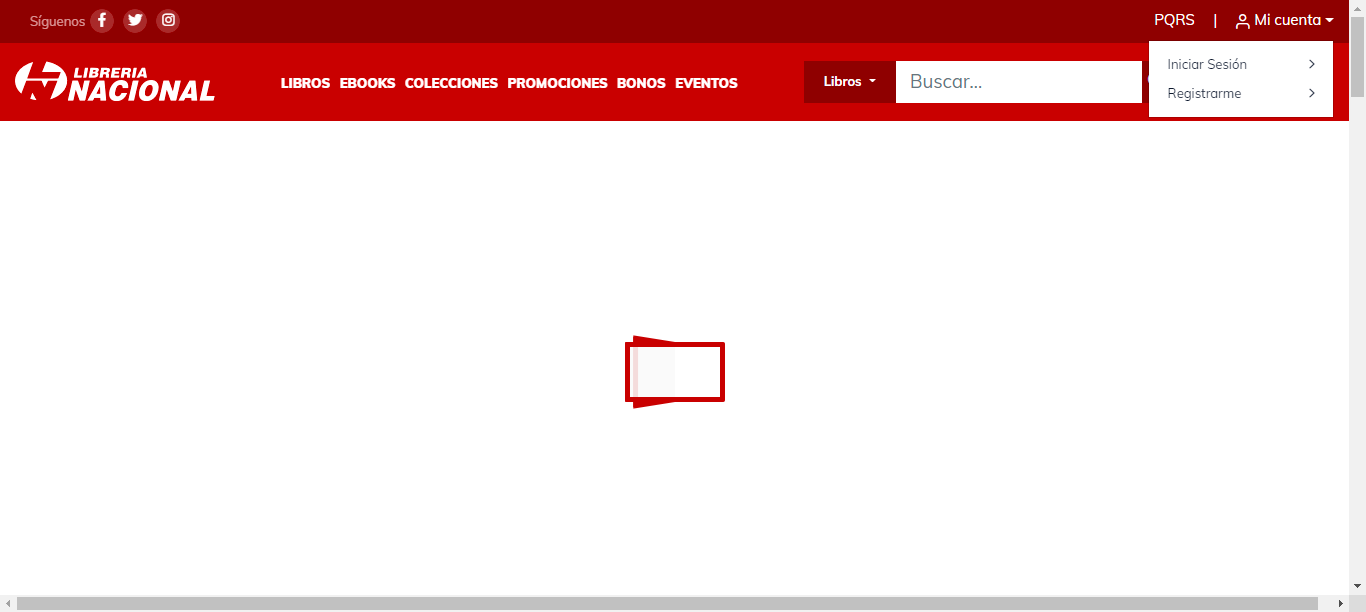 Síguenos
PQRS | Mi cuenta
Iniciar Sesión
Registrarme
LIBRERIA
NACIONAL
LIBROS EBOOKS COLECCIONES PROMOCIONES BONOS EVENTOS
Libros
Buscar...